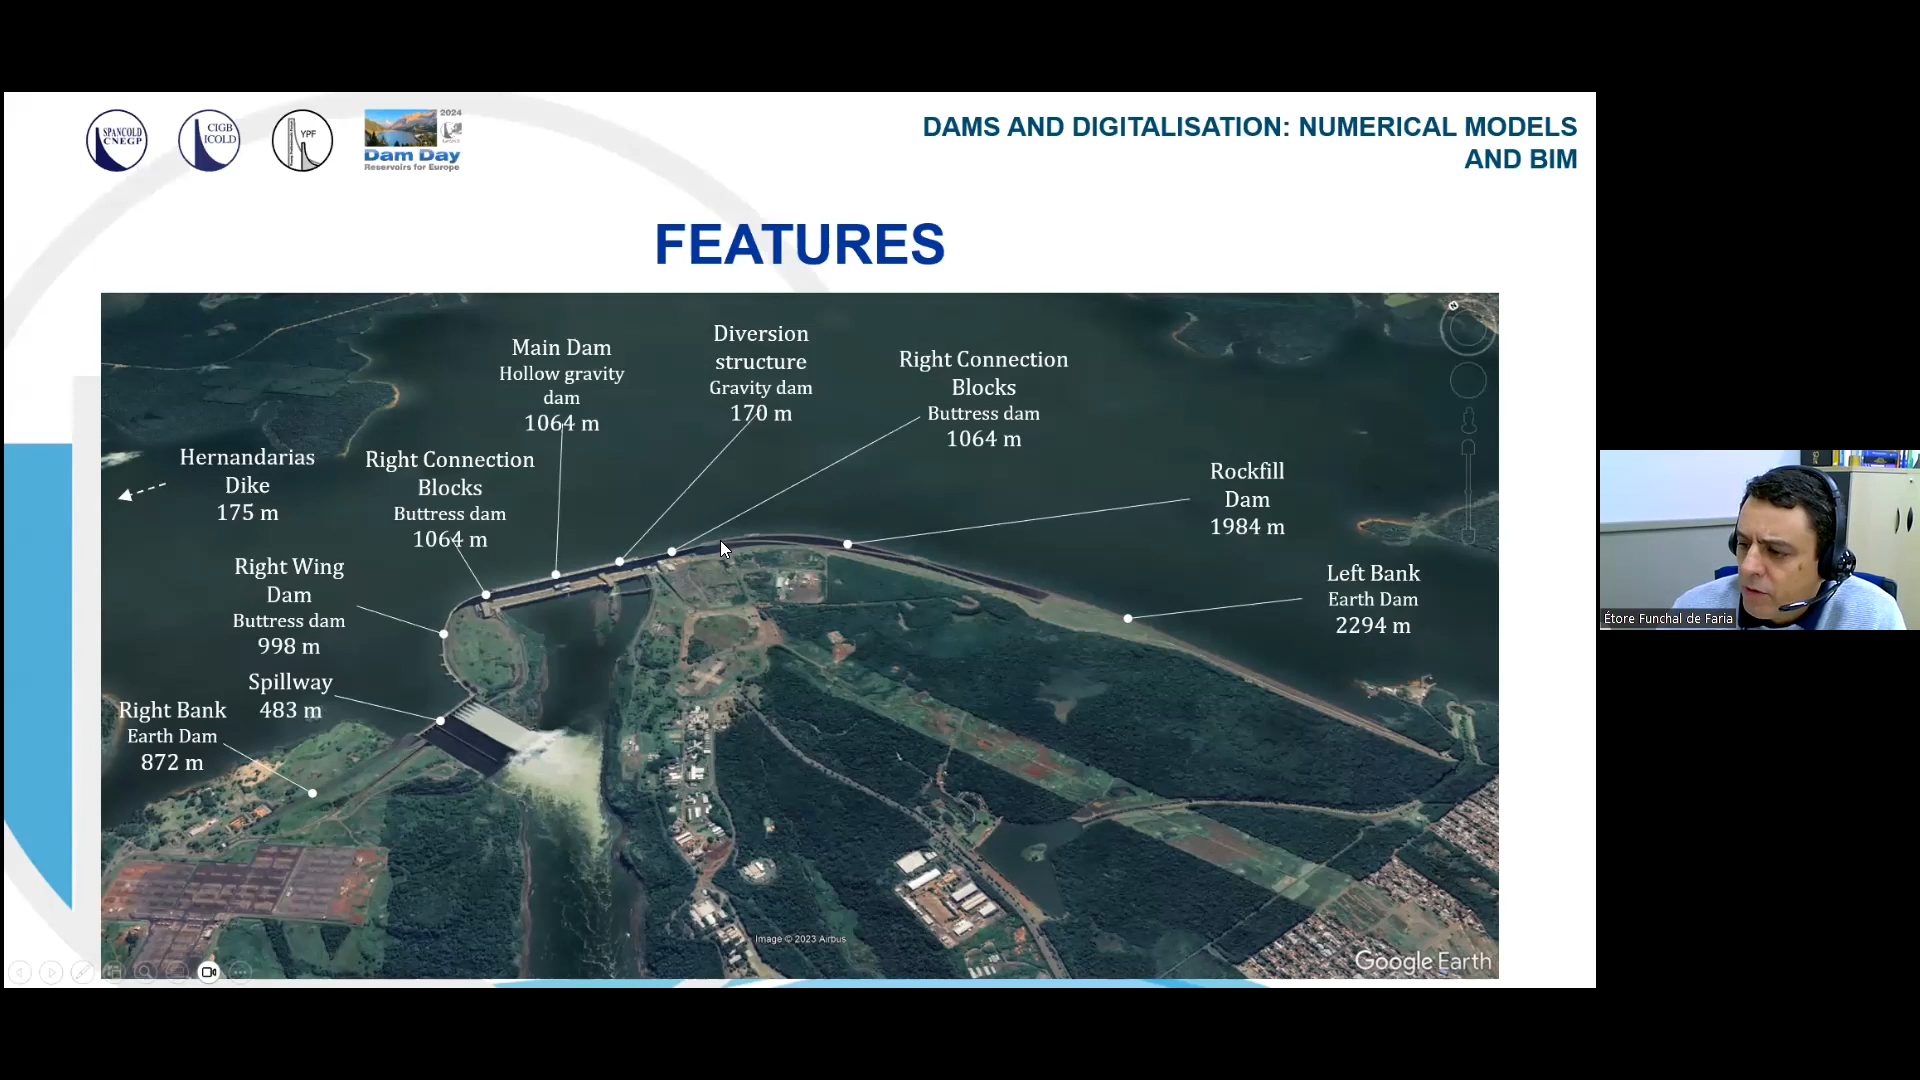 SPANCOLD
CNEGP
CIGB
ICOLD
YPF
2024
Dam Day
Reservoirs for Europe
DAMS AND DIGITALISATION: NUMERICAL MODELS
AND BIM
FEATURES
Main Dam
Hollow gravity
dam
1064 m
Diversion
structure
Gravity dam
170 m
Right Connection
Blocks
Buttress dam
1064 m
Hernandarias
Dike
175 m
Right Connection
Blocks
Buttress dam
1064 m
Rockfill
Dam
1984 m
Right Wing
Dam
Buttress dam
998 m
Left Bank
Earth Dam
2294 m
Spillway
483 m
Right Bank
Earth Dam
872 m
Image © 2023 Airbus
Google Earth
Étore Funchal de Faria